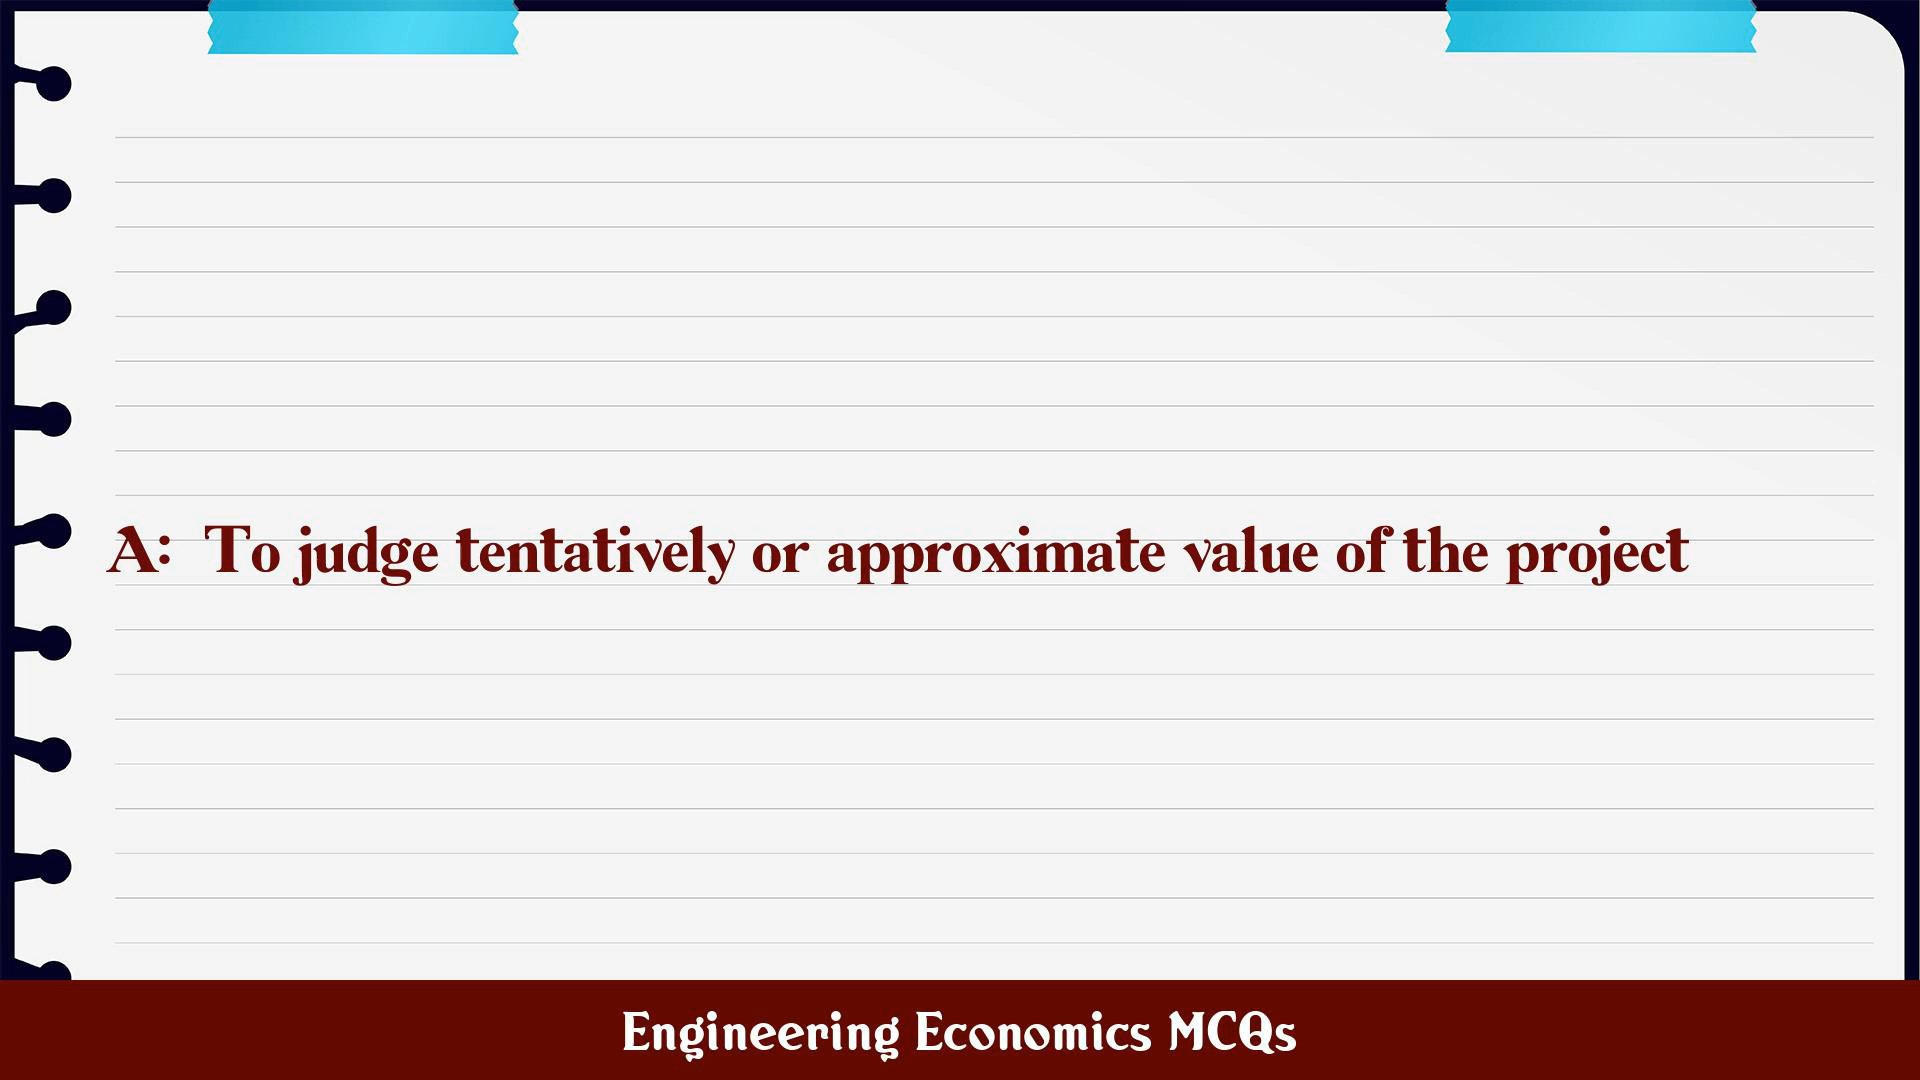 A: To judge tentatively or approximate value of the project
Engineering Economics MCQs